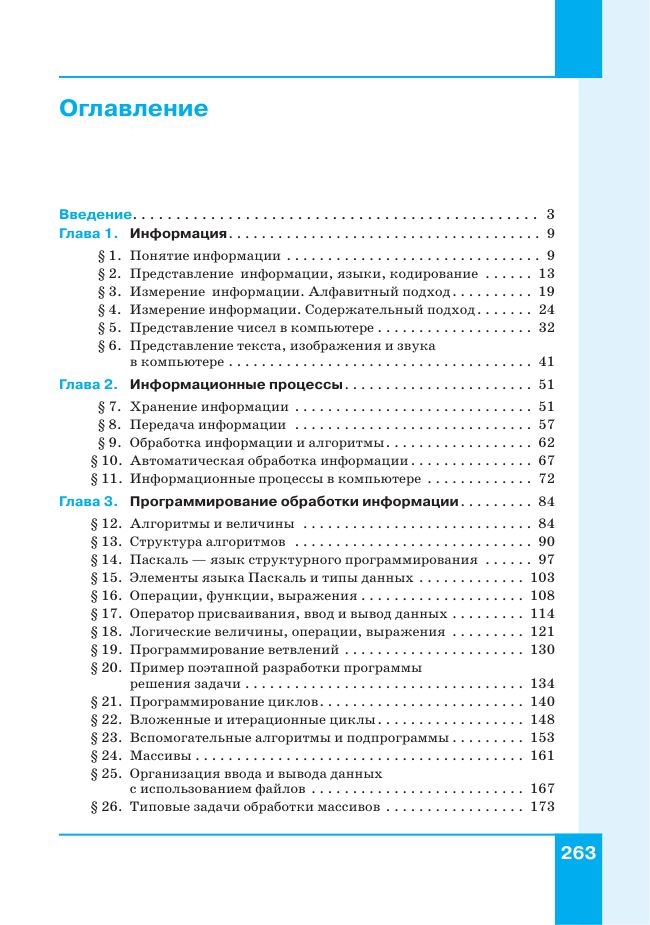 Оглавление
Введение. . . . . . . . . . . . . . . . . . . . . . . . . . . . . . . . . . . . . . . . . . . . 3
Глава 1. Информация. . . . . . . . . . . . . . . . . . . . . . . . . . . . . . . . . 9
§ 1. Понятие информации . . . . . . . . . . . . . . . . . . . . . . . . . . . 9
§ 2. Представление информации, языки, кодирование . . . . . . 13
§ 3. Измерение информации. Алфавитный подход . . . . . . . . . . 19
§ 4. Измерение информации. Содержательный подход. . . . . . . 24
§ 5. Представление чисел в компьютере . . . . . . . . . . . . . . . . . 32
§ 6. Представление текста, изображения и звука
в компьютере . . . . . . . . . . . . . . . . . . . . . . . . . . . . . . . . . 41
Глава 2. Информационные процессы. . . . . . . . . . . . . . . . . . . . 51
§ 7. Хранение информации . . . . . . . . . . . . . . . . . . . . . . . . . . 51
§ 8. Передача информации . . . . . . . . . . . . . . . . . . . . . . . . . . 57
§ 9. Обработка информации и алгоритмы. . . . . . . . . . . . . . . . 62
§ 10. Автоматическая обработка информации . . . . . . . . . . . . . 67
§ 11. Информационные процессы в компьютере . . . . . . . . . . . . 72
Глава 3. Программирование обработки информации . . . . . . . . . 84
§ 12. Алгоритмы и величины . . . . . . . . . . . . . . . . . . . . . . . . . 84
§ 13. Структура алгоритмов . . . . . . . . . . . . . . . . . . . . . . . . . . 90
§ 14. Паскаль — язык структурного программирования . . . . . . 97
§ 15. Элементы языка Паскаль и типы данных . . . . . . . . . . . . 103
§ 16. Операции, функции, выражения . . . . . . . . . . . . . . . . . . 108
§ 17. Оператор присваивания, ввод и вывод данных . . . . . . . . . 114
§ 18. Логические величины, операции, выражения . . . . . . . . . 121
§ 19. Программирование ветвлений . . . . . . . . . . . . . . . . . . . . 130
§ 20. Пример поэтапной разработки программы
решения задачи . . . . . . . . . . . . . . . . . . . . . . . . . . . . . . . 134
§ 21. Программирование циклов. . . . . . . . . . . . . . . . . . . . . . . 140
§ 22. Вложенные и итерационные циклы. . . . . . . . . . . . . . . . . 148
§ 23. Вспомогательные алгоритмы и подпрограммы . . . . . . . . . 153
§ 24. Массивы . . . . . . . . . . . . . . . . . . . . . . . . . . . . . . . . . . . . 161
§ 25. Организация ввода и вывода данных
с использованием файлов . . . . . . . . . . . . . . . . . . . . . . . . 167
§ 26. Типовые задачи обработки массивов . . . . . . . . . . . . . . . . 173
263